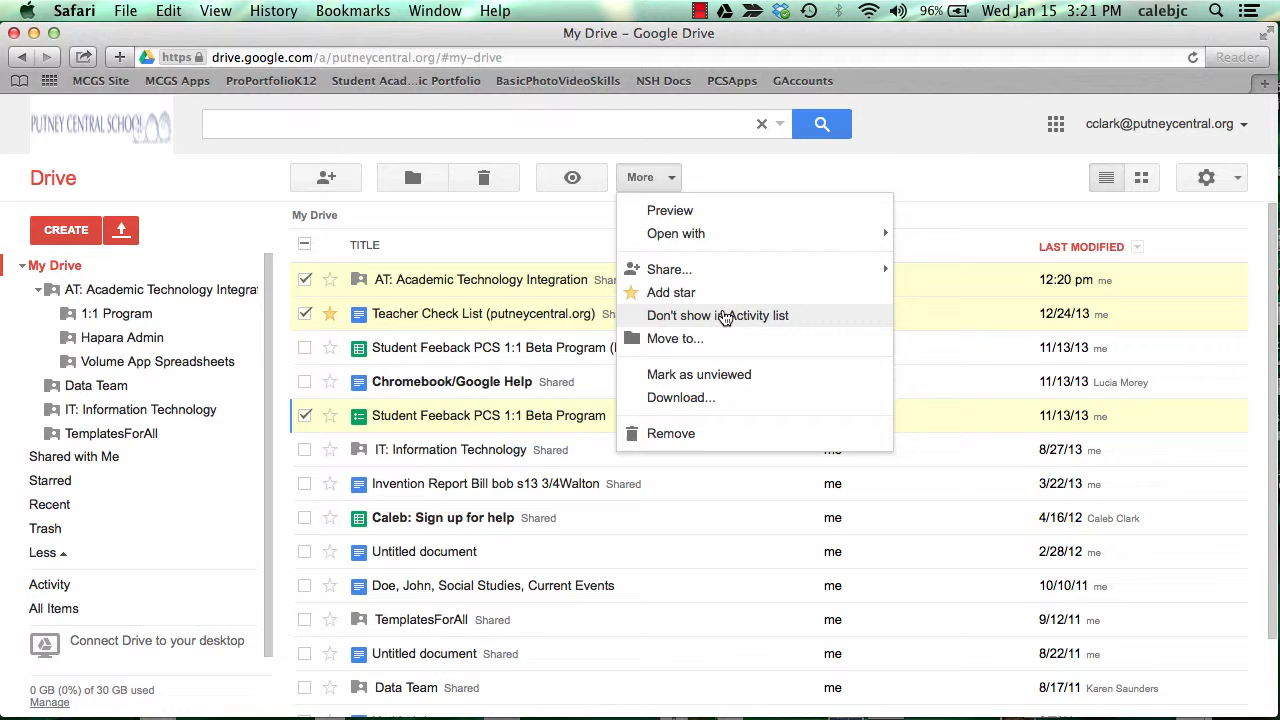 Safari File Edit View History Bookmarks Window Help 96% Wed Jan 15 3:21 PM calebjc
My Drive – Google Drive
https drive.google.com/a/putneycentral.org/#my-drive Reader
MCGS Site MCGS Apps ProPortfolioK12 Student Acad...ic Portfolio BasicPhotoVideoSkills NSH Docs PCSApps GAccounts
PUTNEY CENTRAL SCHOOL cclark@putneycentral.org
Drive More
CREATE
My Drive
AT: Academic Technology Integrat
1:1 Program
Hapara Admin
Volume App Spreadsheets
Data Team
IT: Information Technology
TemplatesForAll
Shared with Me
Starred
Recent
Trash
Less
Activity
All Items
Connect Drive to your desktop
0 GB (0%) of 30 GB used
Manage
My Drive
TITLE LAST MODIFIED
AT: Academic Technology Integration Shar 12:20 pm me
Teacher Check List (putneycentral.org) Sh 12/24/13 me
Student Feeback PCS 1:1 Beta Program ( 11/13/13 me
Chromebook/Google Help Shared 11/13/13 Lucia Morey
Student Feeback PCS 1:1 Beta Program 11/13/13 me
IT: Information Technology Shared me 8/27/13 me
Invention Report Bill bob s13 3/4Walton Shared me 3/22/13 me
Caleb: Sign up for help Shared me 4/16/12 Caleb Clark
Untitled document me 2/28/12 me
Doe, John, Social Studies, Current Events me 10/10/11 me
TemplatesForAll Shared me 9/12/11 me
Untitled document Shared me 8/22/11 me
Data Team Shared me 8/17/11 Karen Saunders
Preview
Open with
Share...
Add star
Don't show in Activity list
Move to...
Mark as unviewed
Download...
Remove